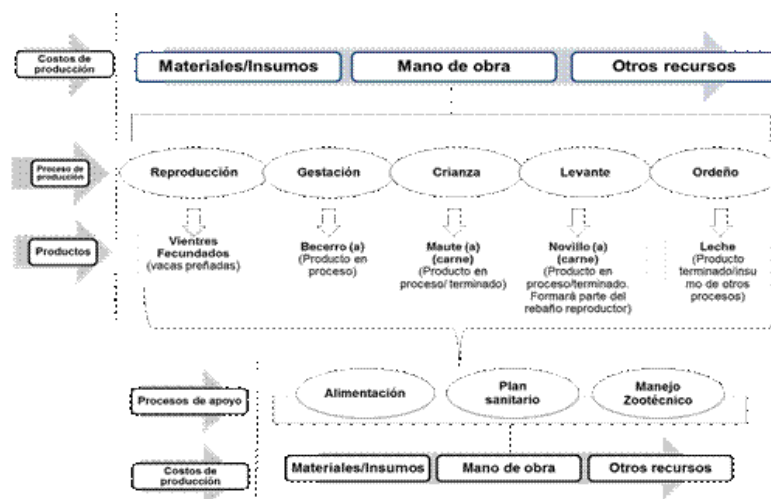 Costos de
producción
Materiales/Insumos
Mano de obra
Otros recursos
Proceso de
producción
Reproducción
Gestación
Crianza
Levante
Ordeño
Productos
Vientres
Fecundados
(vacas preñadas)
Becerro (a)
(Producto en
proceso)
Maute (a)
(carne)
(Producto en
proceso/ terminado)
Novillo (a)
(carne)
(Producto en
proceso/terminado.
Formará parte del
rebaño reproductor)
Leche
(Producto
terminado/insu
mo de otros
procesos)
Procesos de apoyo
Alimentación
Plan
sanitario
Manejo
Zootécnico
Costos de
producción
Materiales/Insumos
Mano de obra
Otros recursos